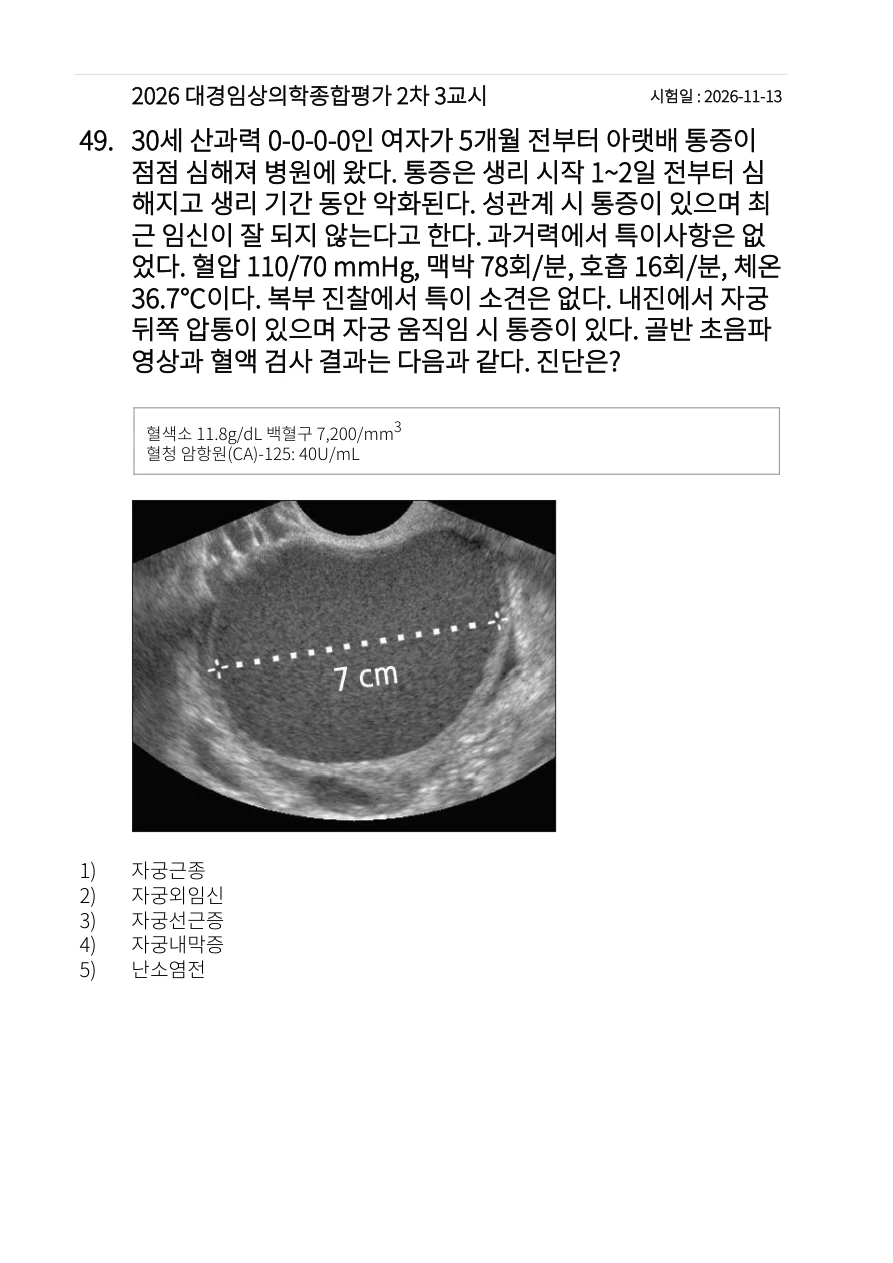 2026 대경임상의학종합평가 2차 3교시 시험일 : 2026-11-13
49. 30세 산과력 0-0-0-0인 여자가 5개월 전부터 아랫배 통증이
점점 심해져 병원에 왔다. 통증은 생리 시작 1~2일 전부터 심
해지고 생리 기간 동안 악화된다. 성관계 시 통증이 있으며 최
근 임신이 잘 되지 않는다고 한다. 과거력에서 특이사항은 없
었다. 혈압 110/70 mmHg, 맥박 78회/분, 호흡 16회/분, 체온
36.7℃이다. 복부 진찰에서 특이 소견은 없다. 내진에서 자궁
뒤쪽 압통이 있으며 자궁 움직임 시 통증이 있다. 골반 초음파
영상과 혈액 검사 결과는 다음과 같다. 진단은?
혈색소 11.8g/dL 백혈구 7,200/mm³
혈청 암항원(CA)-125: 40U/mL
7 cm
1) 자궁근종
2) 자궁외임신
3) 자궁선근증
4) 자궁내막증
5) 난소염전